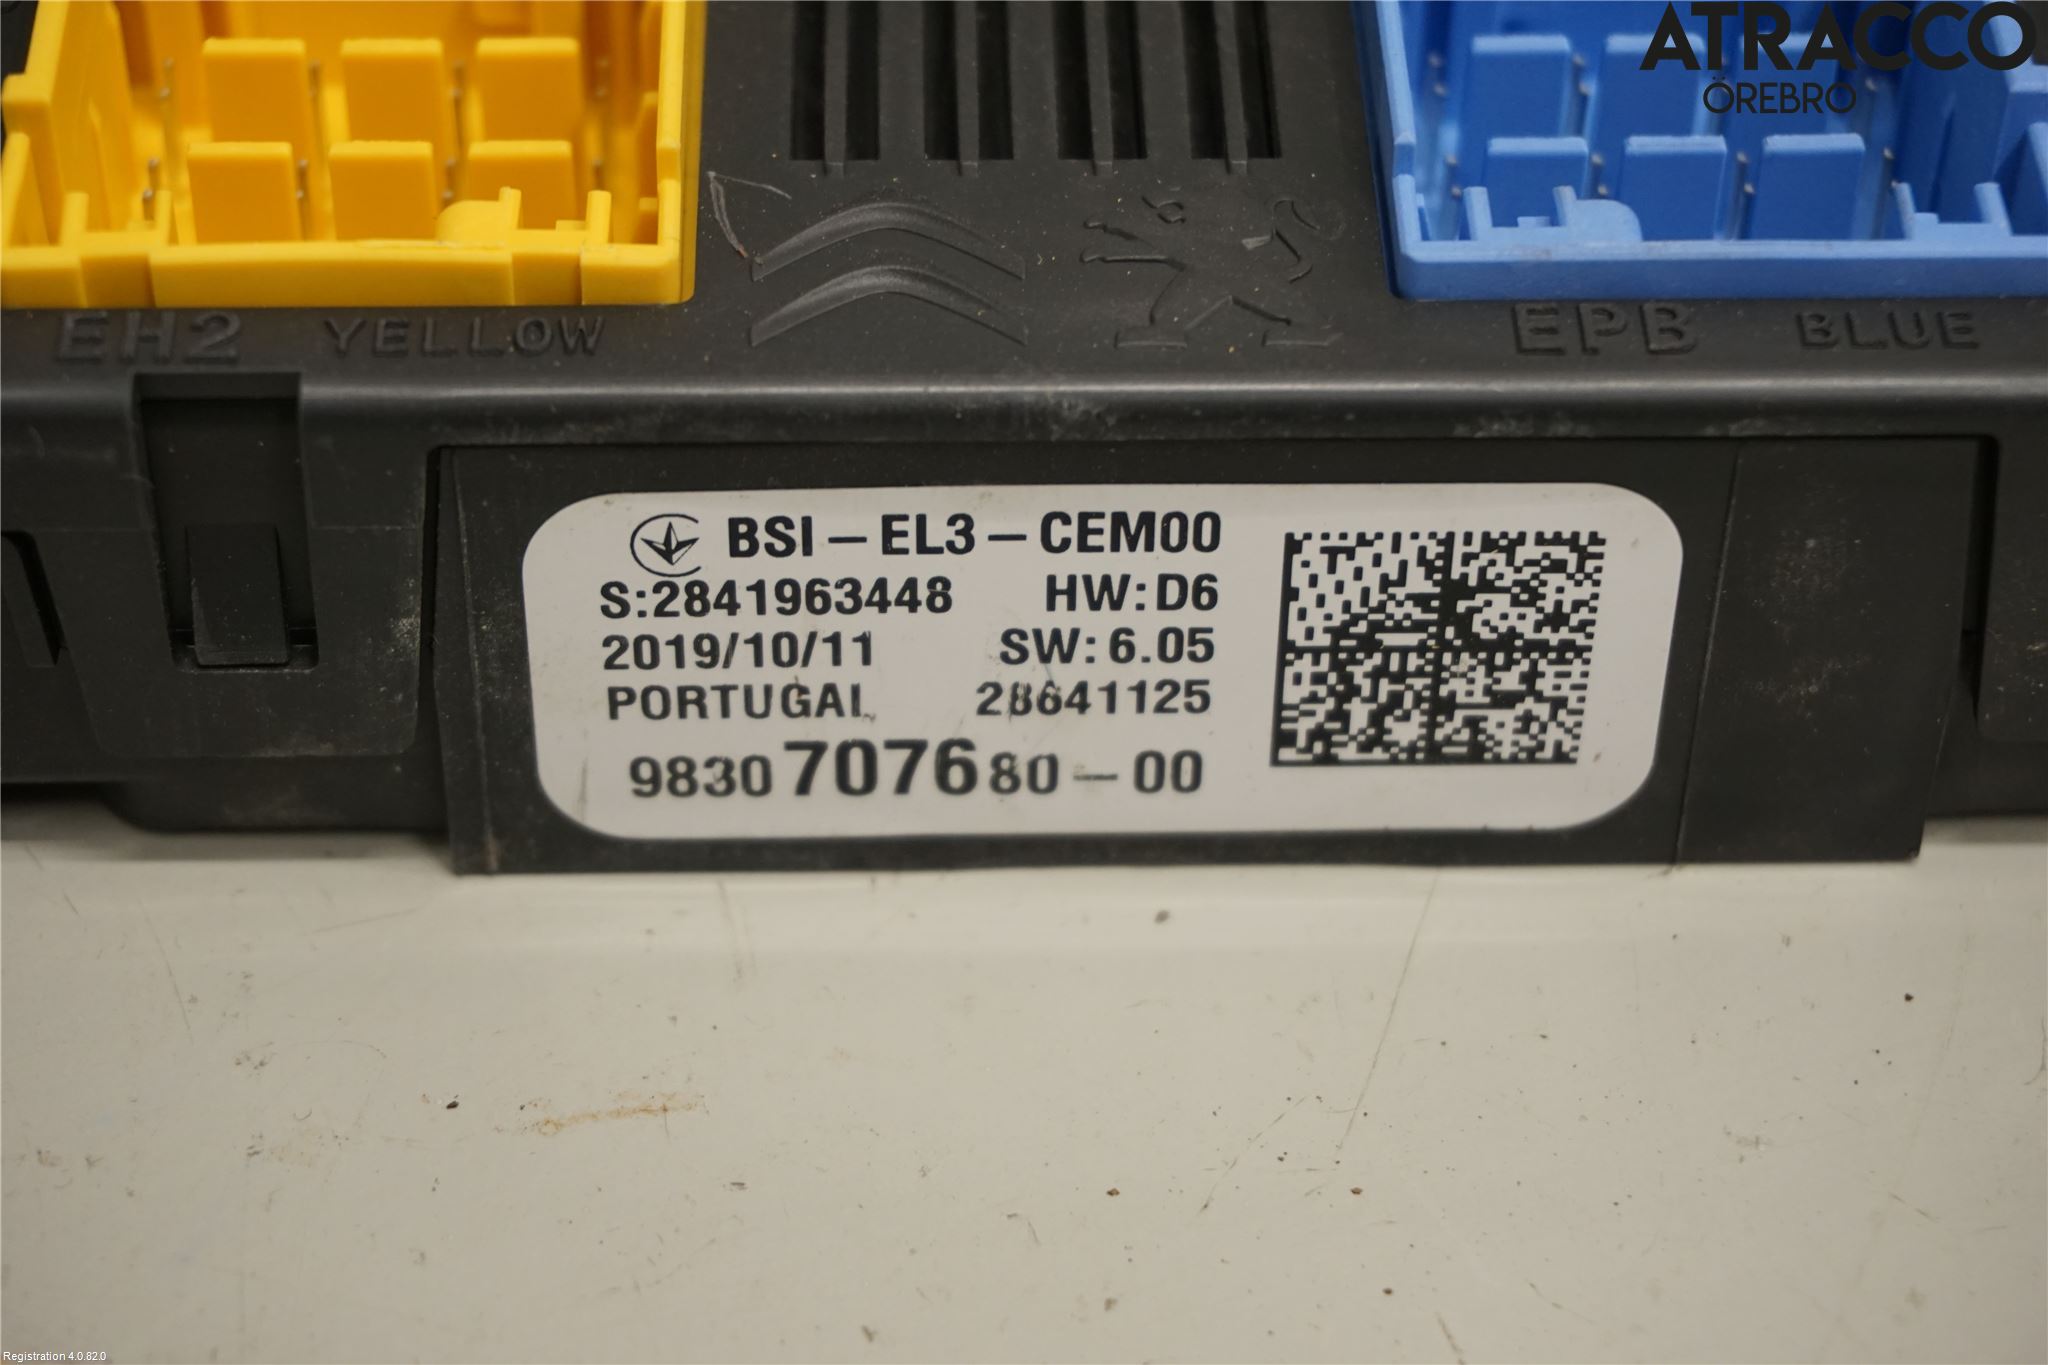 ATRACCO
ÖREBRO
EH2 YELLOW
EPB BLUE
BSI-EL3-CEM00
S:2841963448 HW:D6
2019/10/11 SW:6.05
PORTUGAL 28641125
9830707680-00
Registration 4.0.82.0